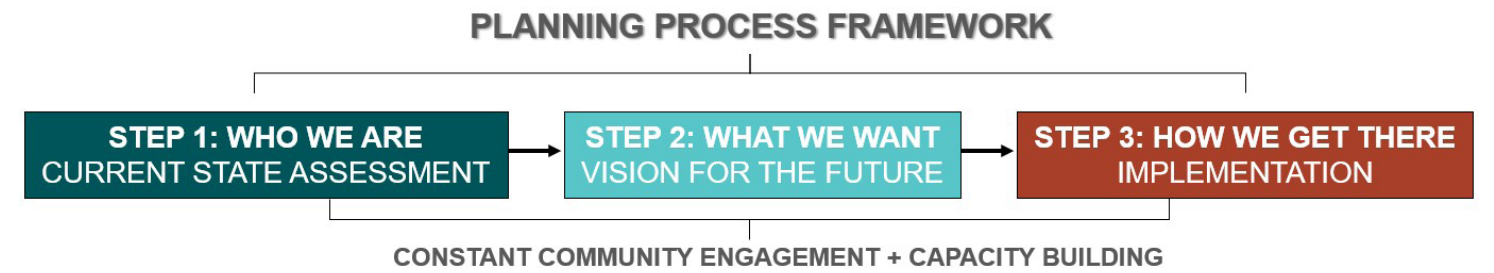 PLANNING PROCESS FRAMEWORK
STEP 1: WHO WE ARE
CURRENT STATE ASSESSMENT
STEP 2: WHAT WE WANT
VISION FOR THE FUTURE
STEP 3: HOW WE GET THERE
IMPLEMENTATION
CONSTANT COMMUNITY ENGAGEMENT + CAPACITY BUILDING